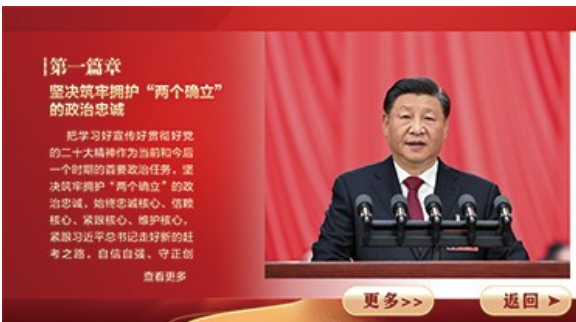 第一篇章
坚决筑牢拥护“两个确立”
的政治忠诚
把学习好宣传好贯彻好党
的二十大精神作为当前和今后
一个时期的首要政治任务。坚
决筑牢拥护“两个确立”的政
治忠诚，始终忠诚核心、信赖
核心、紧跟核心、维护核心，
紧跟习近平总书记走好新的赶
考之路，自信自强、守正创
查看更多
更多>>
返回 ➤